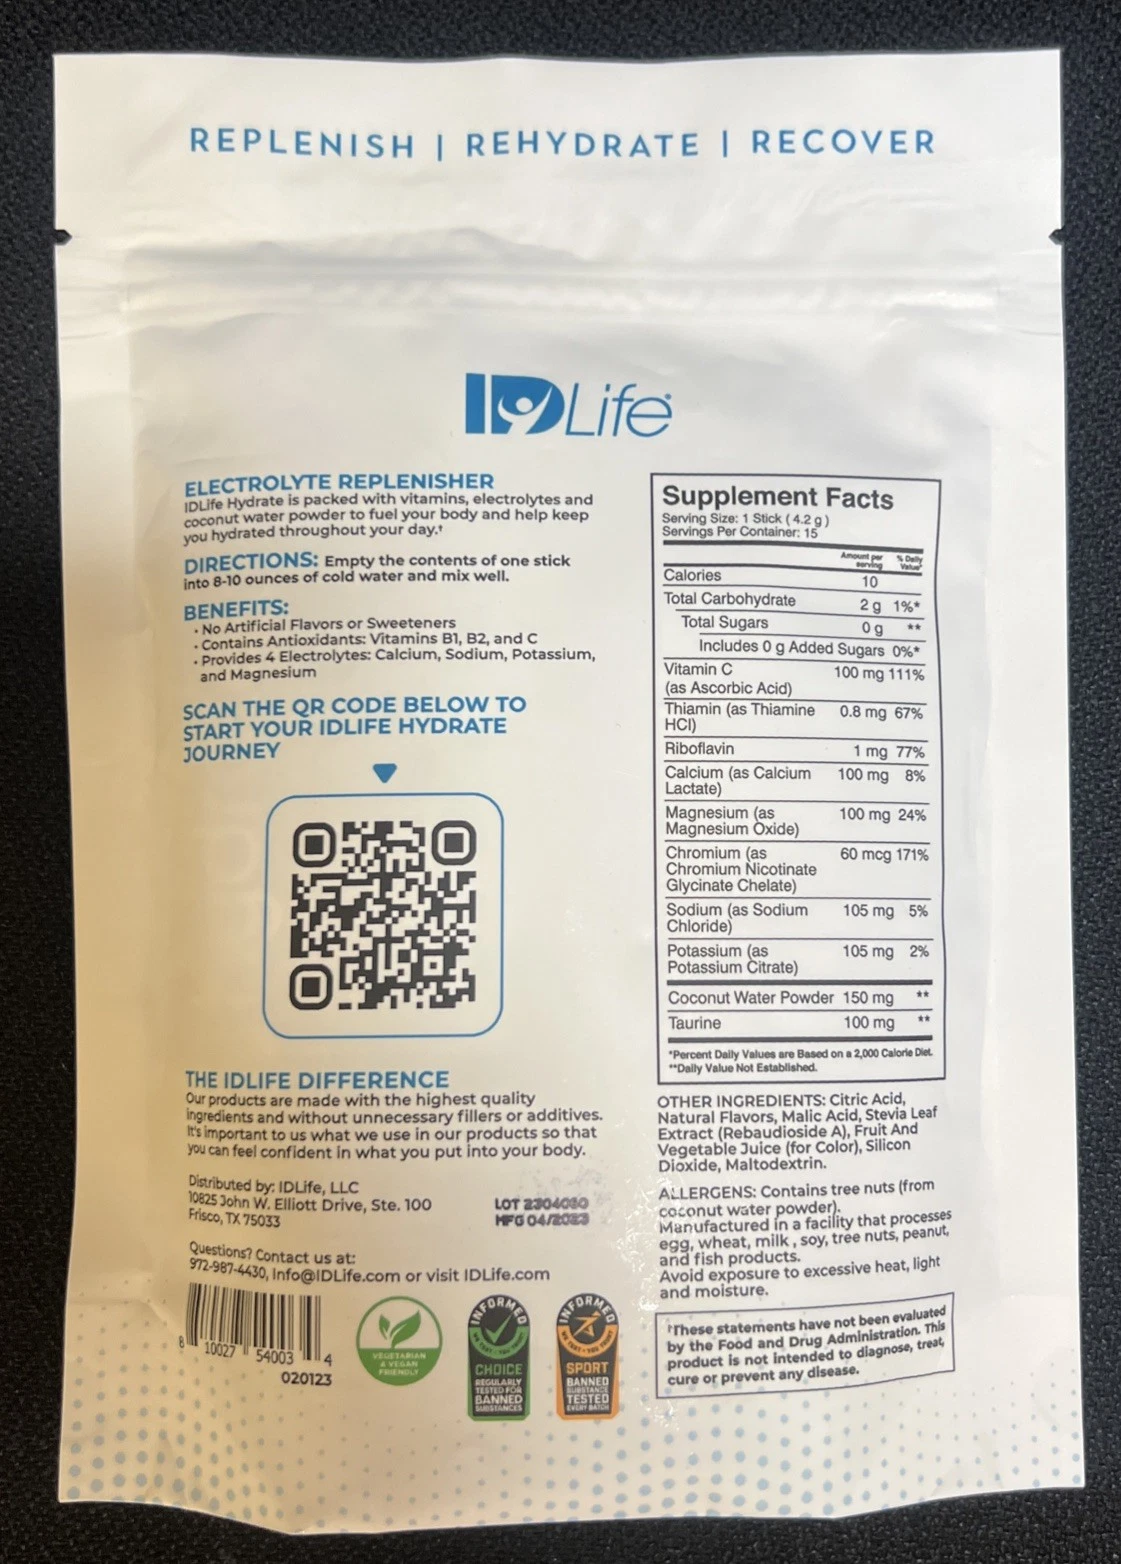 REPLENISH | REHYDRATE | RECOVER
IDLife
ELECTROLYTE REPLENISHER
IDLife Hydrate is packed with vitamins, electrolytes and
coconut water powder to fuel your body and help keep
you hydrated throughout your day.†
DIRECTIONS: Empty the contents of one stick
into 8-10 ounces of cold water and mix well.
BENEFITS:
• No Artificial Flavors or Sweeteners
• Contains Antioxidants: Vitamins B1, B2, and C
• Provides 4 Electrolytes: Calcium, Sodium, Potassium,
and Magnesium
SCAN THE QR CODE BELOW TO
START YOUR IDLIFE HYDRATE
JOURNEY
THE IDLIFE DIFFERENCE
Our products are made with the highest quality
ingredients and without unnecessary fillers or additives.
It's important to us what we use in our products so that
you can feel confident in what you put into your body.
Distributed by: IDLife, LLC
10825 John W. Elliott Drive, Ste. 100
Frisco, TX 75033
LOT 2304030
MFG 04/2023
Questions? Contact us at:
972-987-4430, Info@IDLife.com or visit IDLife.com
8 10027 54003 4
020123
VEGETARIAN
& VEGAN
FRIENDLY
INFORMED
WE TEST • YOU TRUST
CHOICE
REGULARLY
TESTED FOR
BANNED
SUBSTANCES
INFORMED
WE TEST • YOU TRUST
SPORT
BANNED
SUBSTANCE
TESTED
EVERY BATCH
Supplement Facts
Serving Size: 1 Stick ( 4.2 g )
Servings Per Container: 15
Amount per serving % Daily Value*
Calories 10
Total Carbohydrate 2 g 1%*
Total Sugars 0 g **
Includes 0 g Added Sugars 0%*
Vitamin C 100 mg 111%
(as Ascorbic Acid)
Thiamin (as Thiamine 0.8 mg 67%
HCl)
Riboflavin 1 mg 77%
Calcium (as Calcium 100 mg 8%
Lactate)
Magnesium (as 100 mg 24%
Magnesium Oxide)
Chromium (as 60 mcg 171%
Chromium Nicotinate
Glycinate Chelate)
Sodium (as Sodium 105 mg 5%
Chloride)
Potassium (as 105 mg 2%
Potassium Citrate)
Coconut Water Powder 150 mg **
Taurine 100 mg **
*Percent Daily Values are Based on a 2,000 Calorie Diet.
**Daily Value Not Established.
OTHER INGREDIENTS: Citric Acid,
Natural Flavors, Malic Acid, Stevia Leaf
Extract (Rebaudioside A), Fruit And
Vegetable Juice (for Color), Silicon
Dioxide, Maltodextrin.
ALLERGENS: Contains tree nuts (from
coconut water powder).
Manufactured in a facility that processes
egg, wheat, milk , soy, tree nuts, peanut,
and fish products.
Avoid exposure to excessive heat, light
and moisture.
†These statements have not been evaluated
by the Food and Drug Administration. This
product is not intended to diagnose, treat,
cure or prevent any disease.